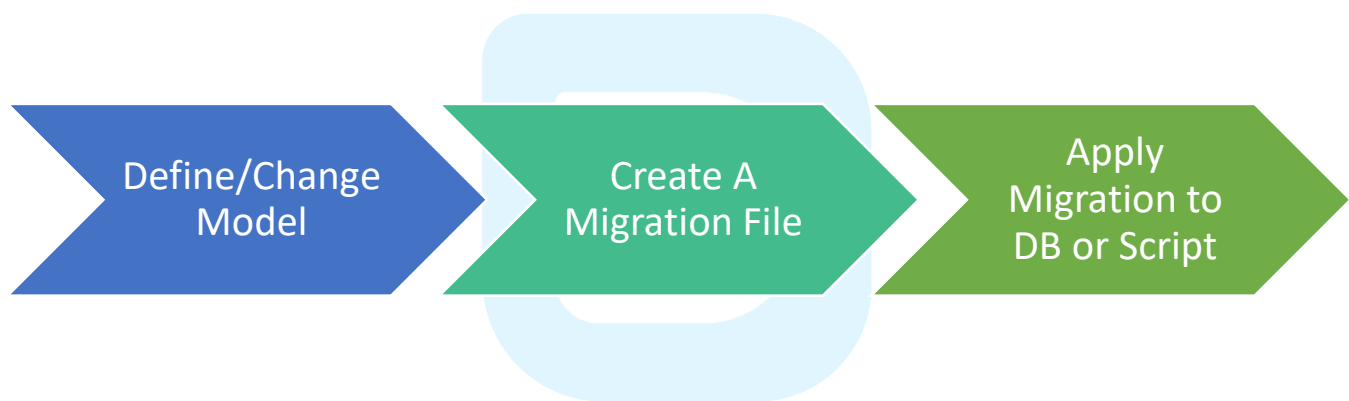 Define/Change
Model
Create A
Migration File
Apply
Migration to
DB or Script